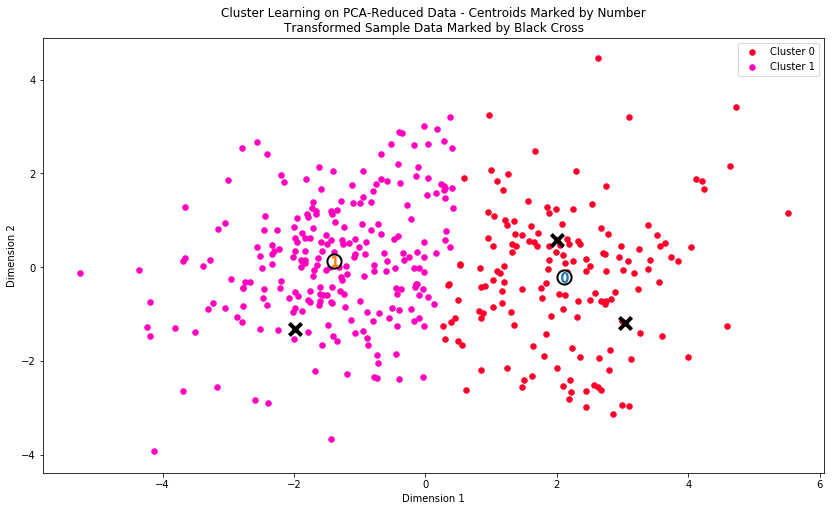 Cluster Learning on PCA-Reduced Data - Centroids Marked by Number
Transformed Sample Data Marked by Black Cross
Cluster 0
Cluster 1
4
2
0
−2
−4
Dimension 2
1
0
−4
−2
0
2
4
6
Dimension 1